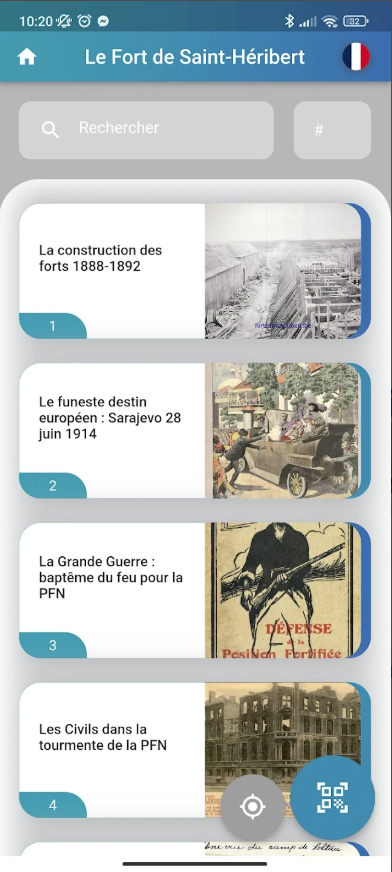 10:20
32
Le Fort de Saint-Héribert
Rechercher
#
La construction des
forts 1888-1892
1
Le funeste destin
européen : Sarajevo 28
juin 1914
2
La Grande Guerre :
baptême du feu pour la
PFN
DÉFENSE
de la
Position Fortifiée
3
Les Civils dans la
tourmente de la PFN
4